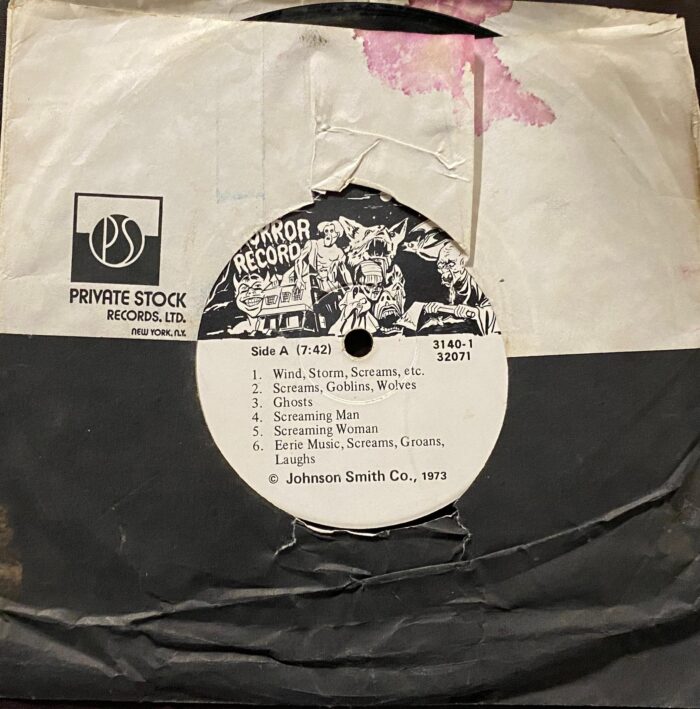 PS
PRIVATE STOCK
RECORDS, LTD.
NEW YORK, N.Y.
HORROR
RECORD
Side A (7:42)
3140-1
32071
1. Wind, Storm, Screams, etc.
2. Screams, Goblins, Wolves
3. Ghosts
4. Screaming Man
5. Screaming Woman
6. Eerie Music, Screams, Groans,
Laughs
© Johnson Smith Co., 1973